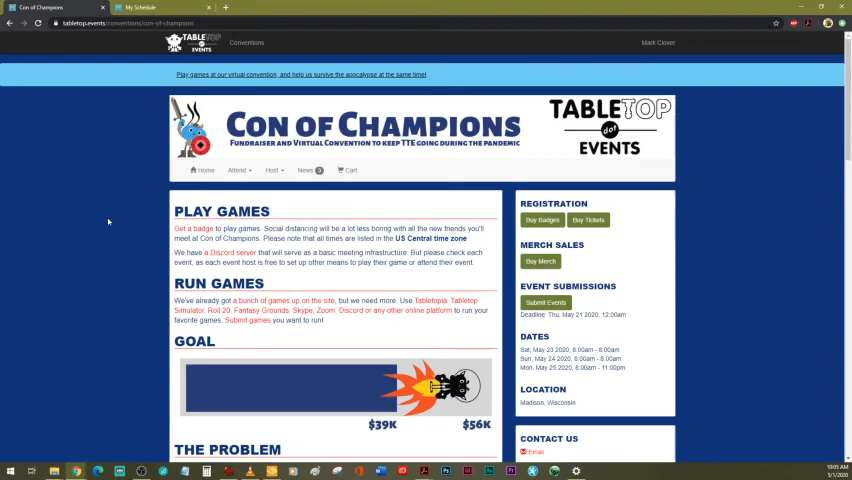 Con of Champions
My Schedule
tabletop.events/conventions/con-of-champions
TABLETOP
dot
EVENTS
Conventions
Mark Clover
Play games at our virtual convention, and help us survive the apocalypse at the same time!
CON OF CHAMPIONS
FUNDRAISER AND VIRTUAL CONVENTION TO KEEP TTE GOING DURING THE PANDEMIC
TABLETOP
dot
EVENTS
Home
Attend
Host
News 3
Cart
PLAY GAMES
Get a badge to play games. Social distancing will be a lot less boring with all the new friends you'll
meet at Con of Champions. Please note that all times are listed in the US Central time zone
We have a Discord server that will serve as a basic meeting infrastructure. But please check each
event, as each event host is free to set up other means to play their game or attend their event.
RUN GAMES
We've already got a bunch of games up on the site, but we need more. Use Tabletopia, Tabletop
Simulator, Roll 20, Fantasy Grounds, Skype, Zoom, Discord or any other online platform to run your
favorite games. Submit games you want to run!
GOAL
$39K
$56K
THE PROBLEM
REGISTRATION
Buy Badges
Buy Tickets
MERCH SALES
Buy Merch
EVENT SUBMISSIONS
Submit Events
Deadline: Thu, May 21 2020, 12:00am
DATES
Sat, May 23 2020, 8:00am - 8:00am
Sun, May 24 2020, 8:00am - 8:00am
Mon, May 25 2020, 8:00am - 11:00pm
LOCATION
Madison, Wisconsin
CONTACT US
Email
10:05 AM
5/1/2020